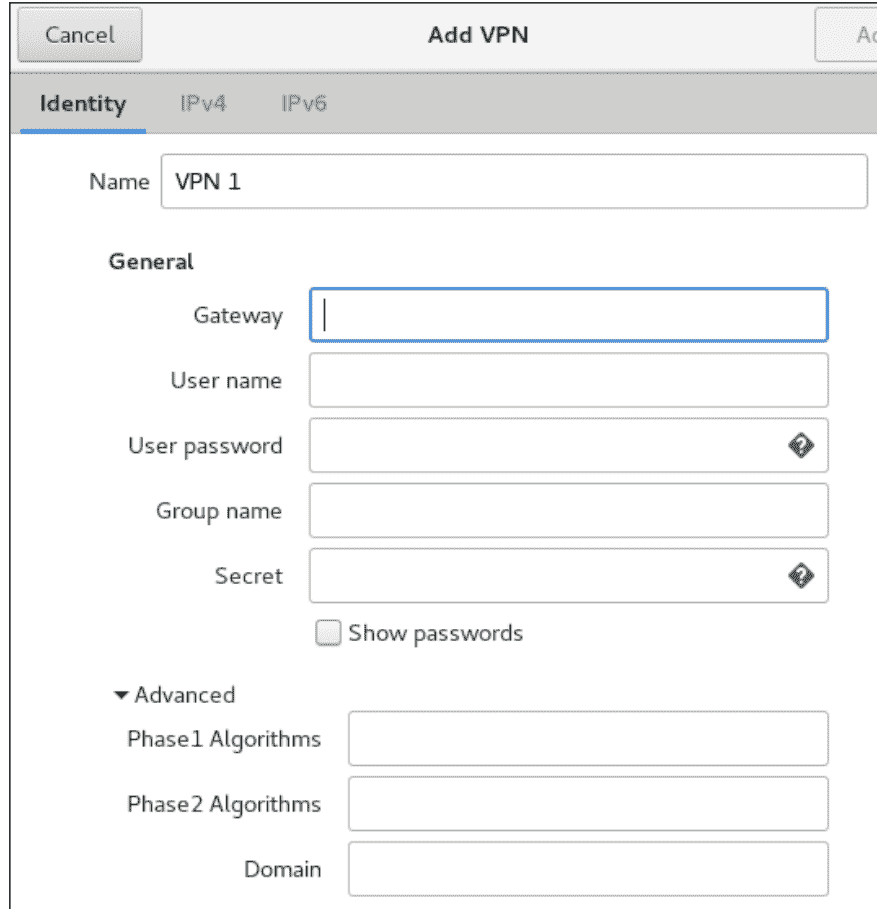 Cancel Add VPN Ad
Identity IPv4 IPv6
Name VPN 1
General
Gateway
User name
User password
Group name
Secret
Show passwords
Advanced
Phase1 Algorithms
Phase2 Algorithms
Domain